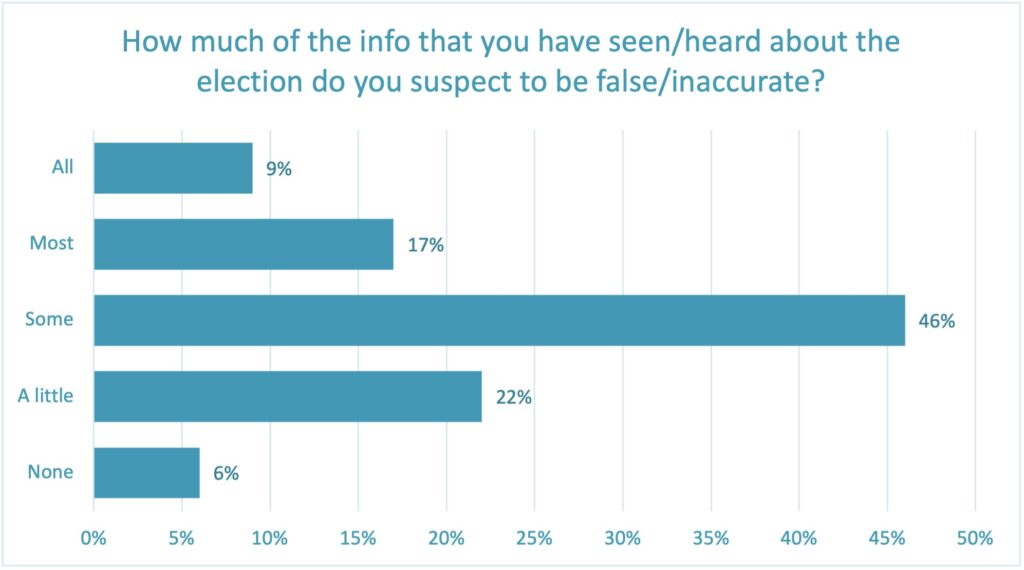 How much of the info that you have seen/heard about the
election do you suspect to be false/inaccurate?
All 9%
Most 17%
Some 46%
A little 22%
None 6%
0% 5% 10% 15% 20% 25% 30% 35% 40% 45% 50%